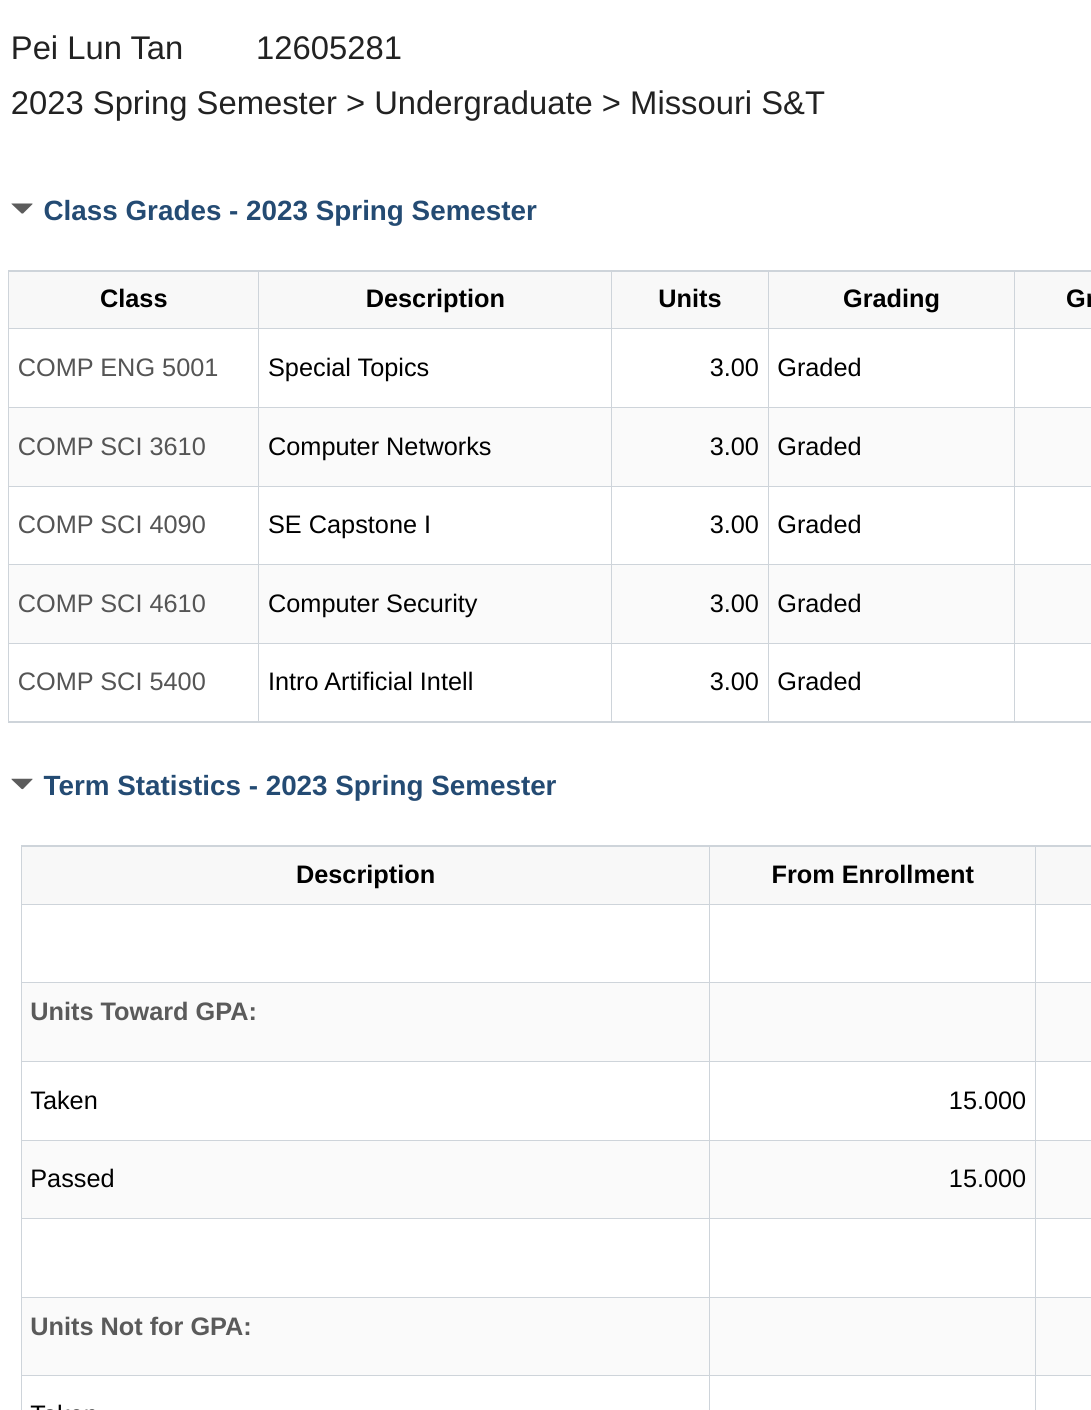 Pei Lun Tan 12605281
2023 Spring Semester > Undergraduate > Missouri S&T
Class Grades - 2023 Spring Semester
Class Description Units Grading
COMP ENG 5001 Special Topics 3.00 Graded
COMP SCI 3610 Computer Networks 3.00 Graded
COMP SCI 4090 SE Capstone I 3.00 Graded
COMP SCI 4610 Computer Security 3.00 Graded
COMP SCI 5400 Intro Artificial Intell 3.00 Graded
Term Statistics - 2023 Spring Semester
Description From Enrollment
Units Toward GPA:
Taken 15.000
Passed 15.000
Units Not for GPA: